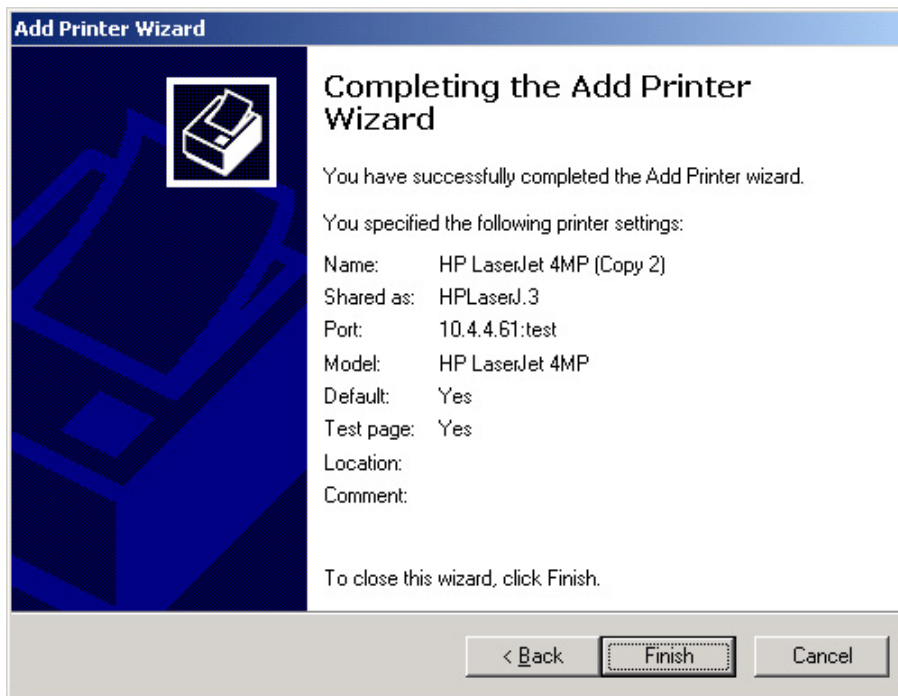 Add Printer Wizard
Completing the Add Printer
Wizard
You have successfully completed the Add Printer wizard.
You specified the following printer settings:
Name: HP LaserJet 4MP (Copy 2)
Shared as: HPLaserJ.3
Port: 10.4.4.61:test
Model: HP LaserJet 4MP
Default: Yes
Test page: Yes
Location:
Comment:
To close this wizard, click Finish.
< Back Finish Cancel